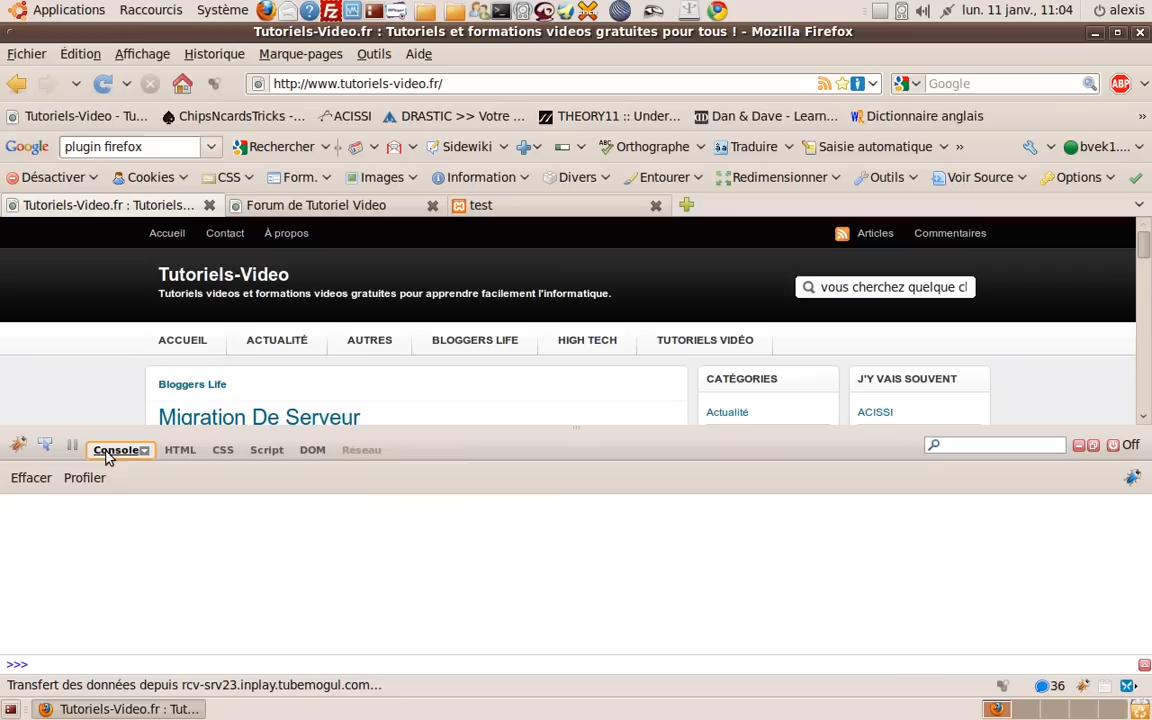 Applications Raccourcis Système lun. 11 janv., 11:04 alexis
Tutoriels-Video.fr : Tutoriels et formations videos gratuites pour tous ! - Mozilla Firefox
Fichier Édition Affichage Historique Marque-pages Outils Aide
http://www.tutoriels-video.fr/ Google ABP
Tutoriels-Video - Tu... ChipsNcardsTricks -... ACISSI DRASTIC >> Votre ... THEORY11 :: Under... Dan & Dave - Learn... Dictionnaire anglais »
Google plugin firefox Rechercher Sidewiki Orthographe Traduire Saisie automatique » bvek1....
Désactiver Cookies CSS Form. Images Information Divers Entourer Redimensionner Outils Voir Source Options
Tutoriels-Video.fr : Tutoriels... Forum de Tutoriel Video test
Accueil Contact À propos Articles Commentaires
Tutoriels-Video
Tutoriels videos et formations videos gratuites pour apprendre facilement l'informatique.
vous cherchez quelque cl
ACCUEIL ACTUALITÉ AUTRES BLOGGERS LIFE HIGH TECH TUTORIELS VIDÉO
Bloggers Life CATÉGORIES J'Y VAIS SOUVENT
Migration De Serveur Actualité ACISSI
Console HTML CSS Script DOM Réseau Off
Effacer Profiler
>>>
Transfert des données depuis rcv-srv23.inplay.tubemogul.com... 36
Tutoriels-Video.fr : Tut...